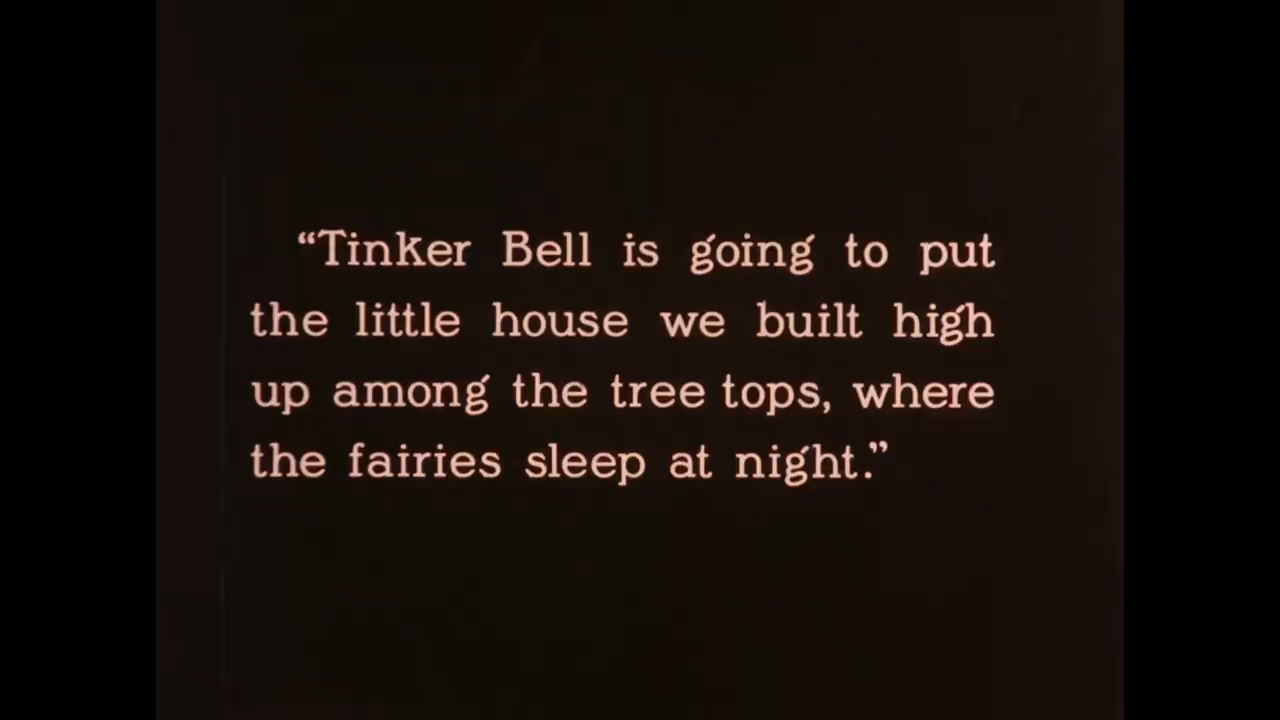 “Tinker Bell is going to put
the little house we built high
up among the tree tops, where
the fairies sleep at night.”